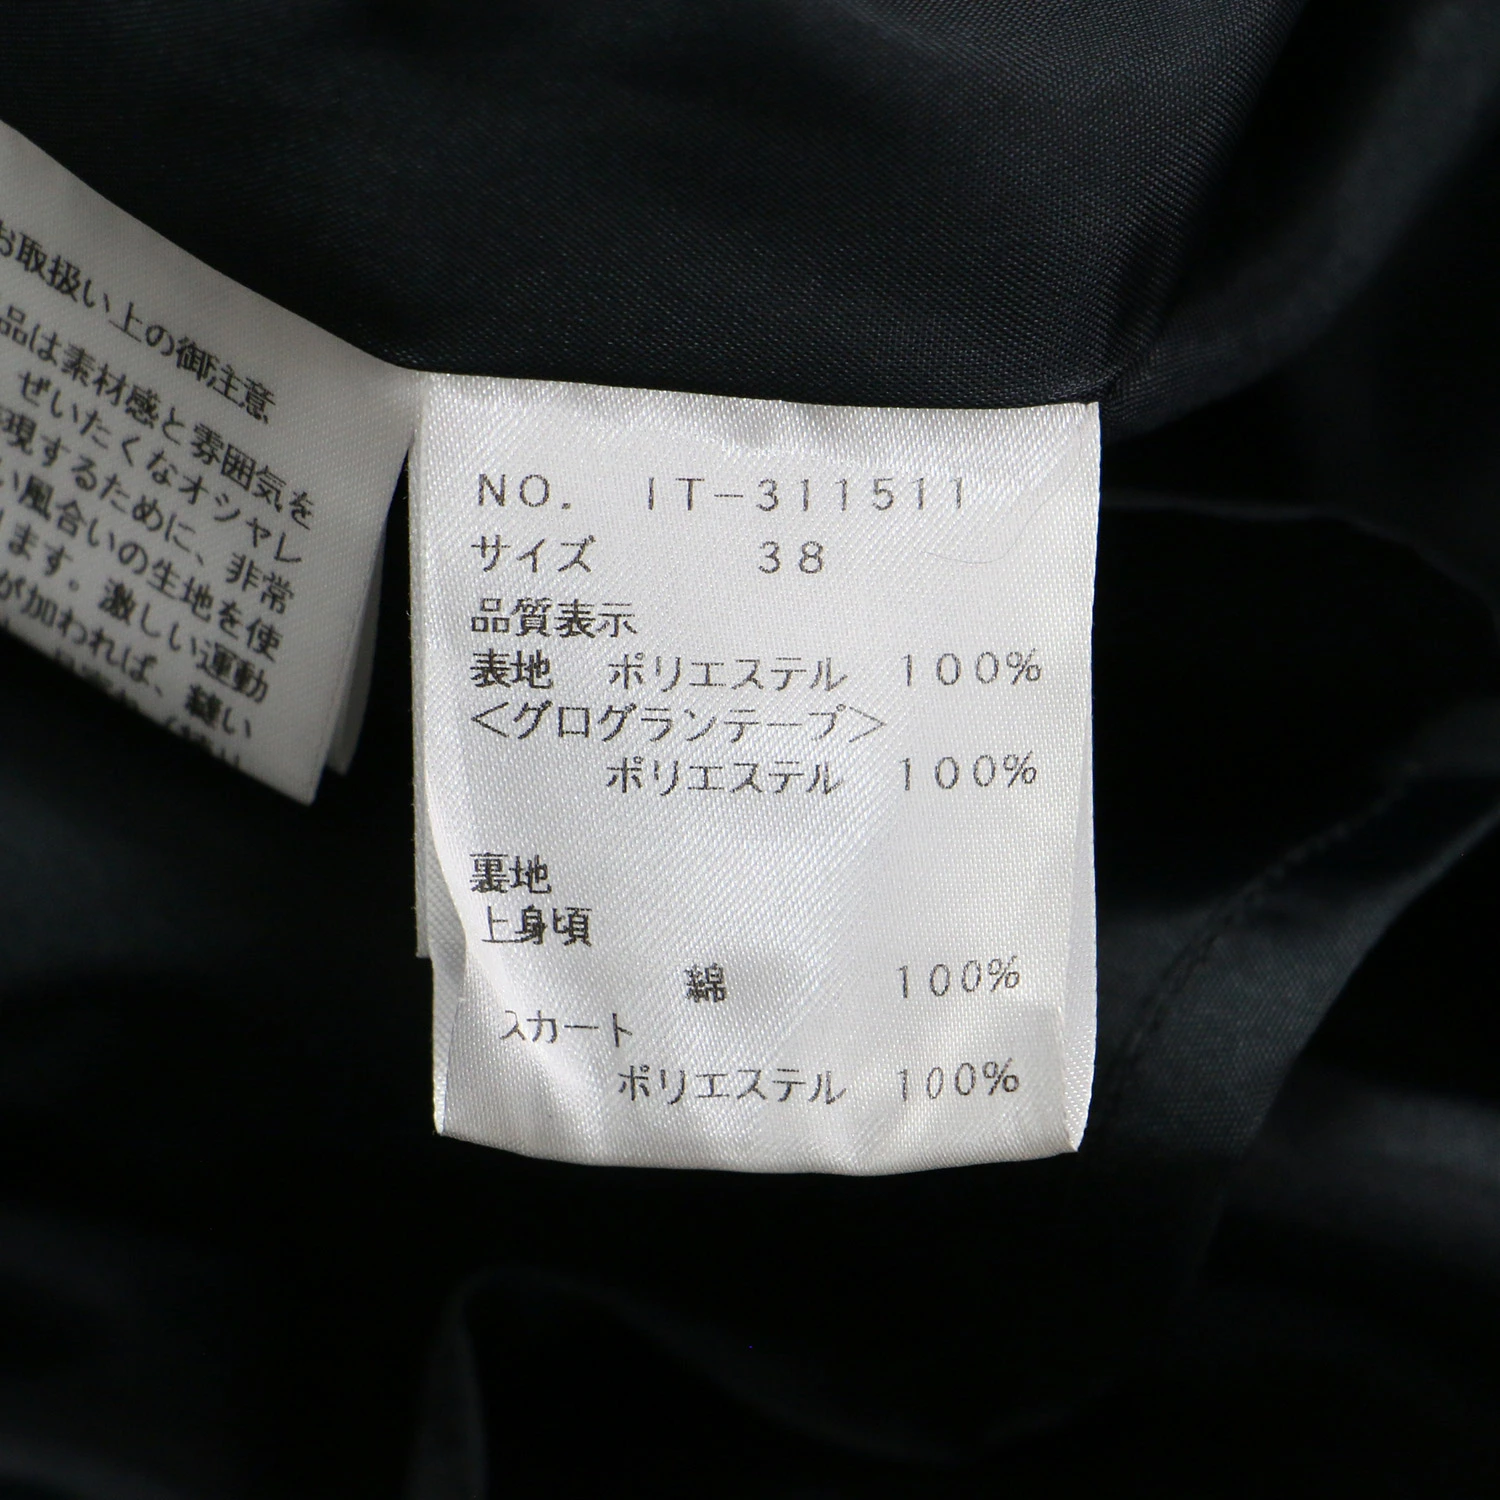 お取扱い上の御注意
品は素材感と雰囲気を
ぜいたくなオシャレ
現するために、非常
い風合いの生地を使
します。激しい運動
が加われば、縫い
NO. IT-311511
サイズ 38
品質表示
表地 ポリエステル 100%
<グログランテープ>
ポリエステル 100%
裏地
上身頃
綿 100%
スカート
ポリエステル 100%